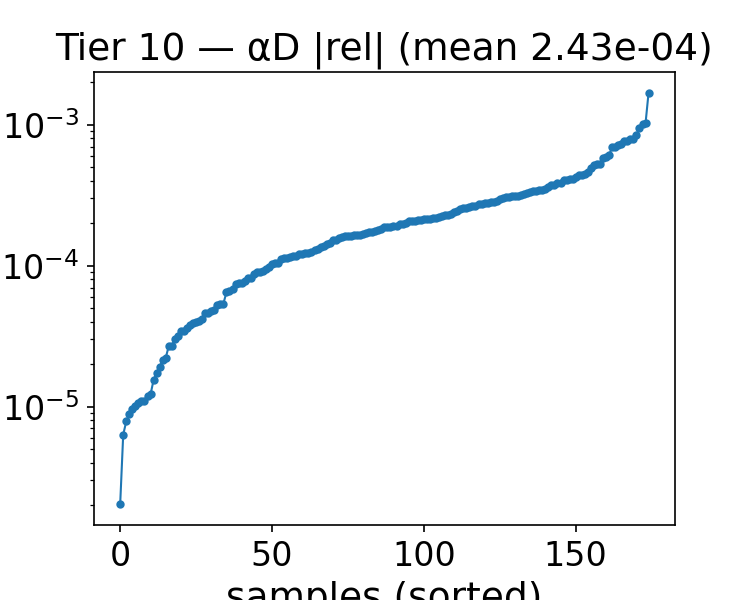 Tier 10 — αD |rel| (mean 2.43e-04)
10⁻³
10⁻⁴
10⁻⁵
0 50 100 150
samples (sorted)